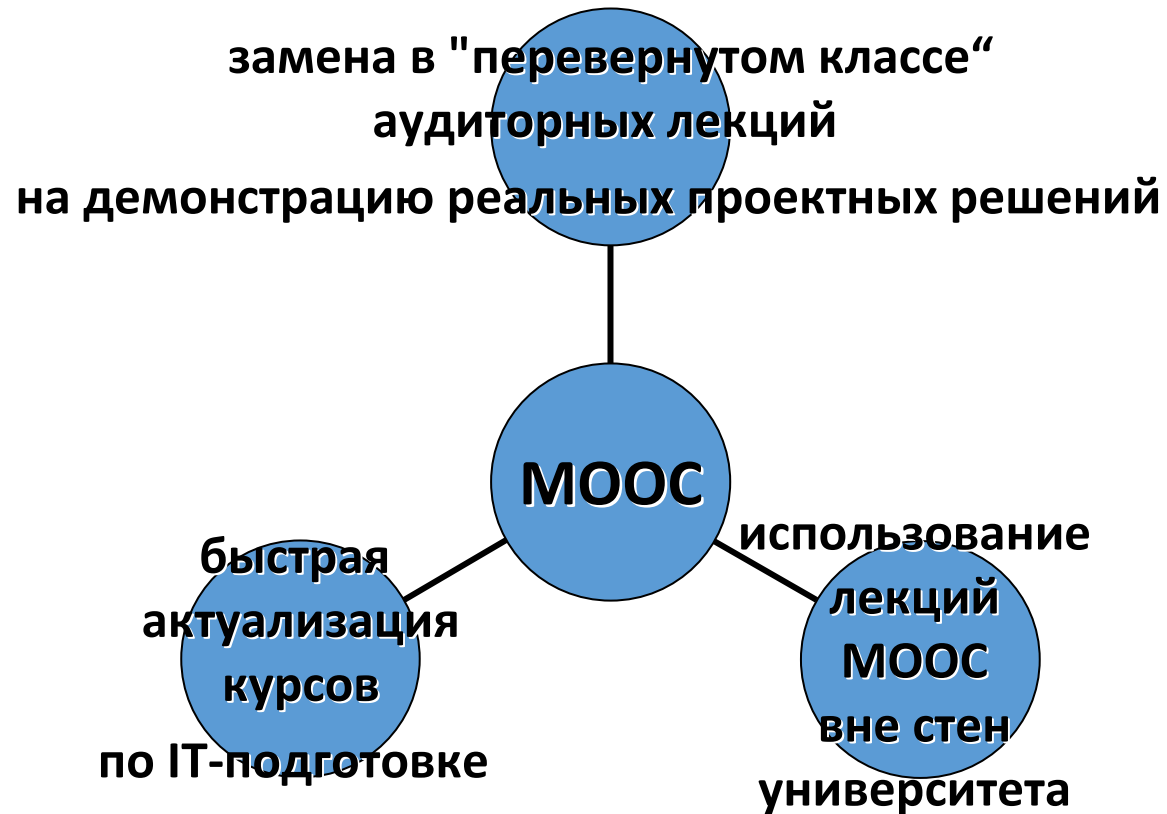 замена в "перевернутом классе“
аудиторных лекций
на демонстрацию реальных проектных решений
МООС
быстрая
актуализация
курсов
по IT-подготовке
использование
лекций
МООС
вне стен
университета